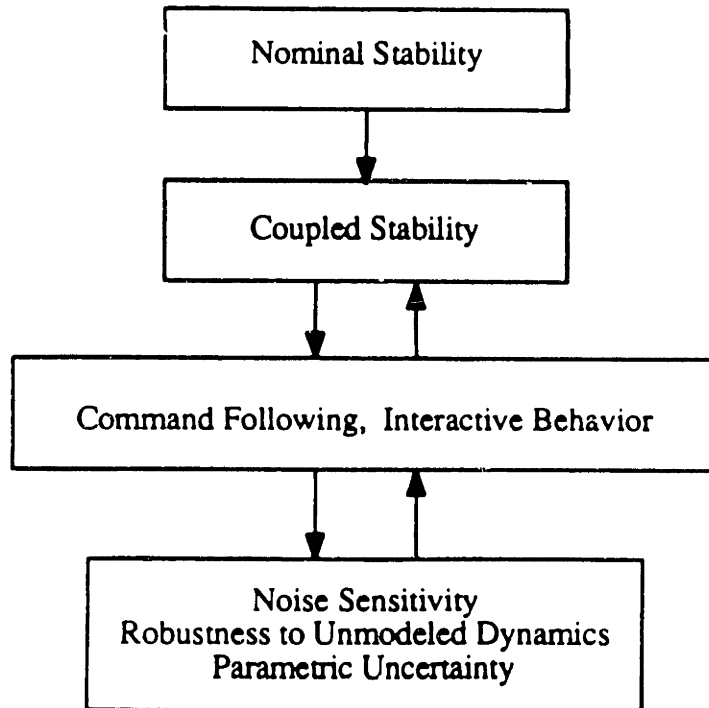 Nominal Stability
Coupled Stability
Command Following, Interactive Behavior
Noise Sensitivity
Robustness to Unmodeled Dynamics
Parametric Uncertainty